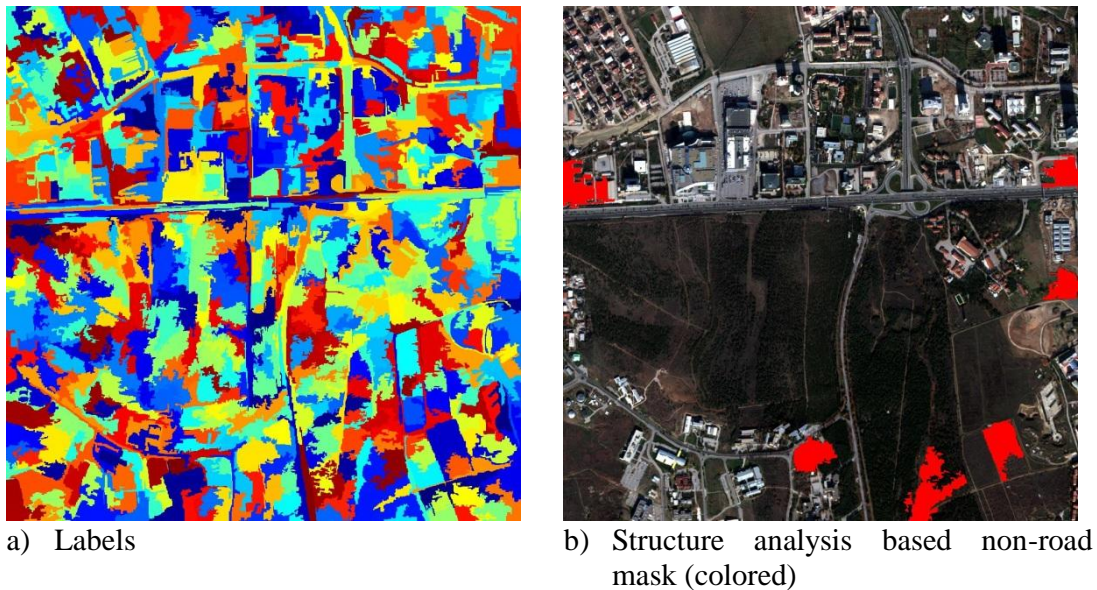 a) Labels
b) Structure analysis based non-road
mask (colored)